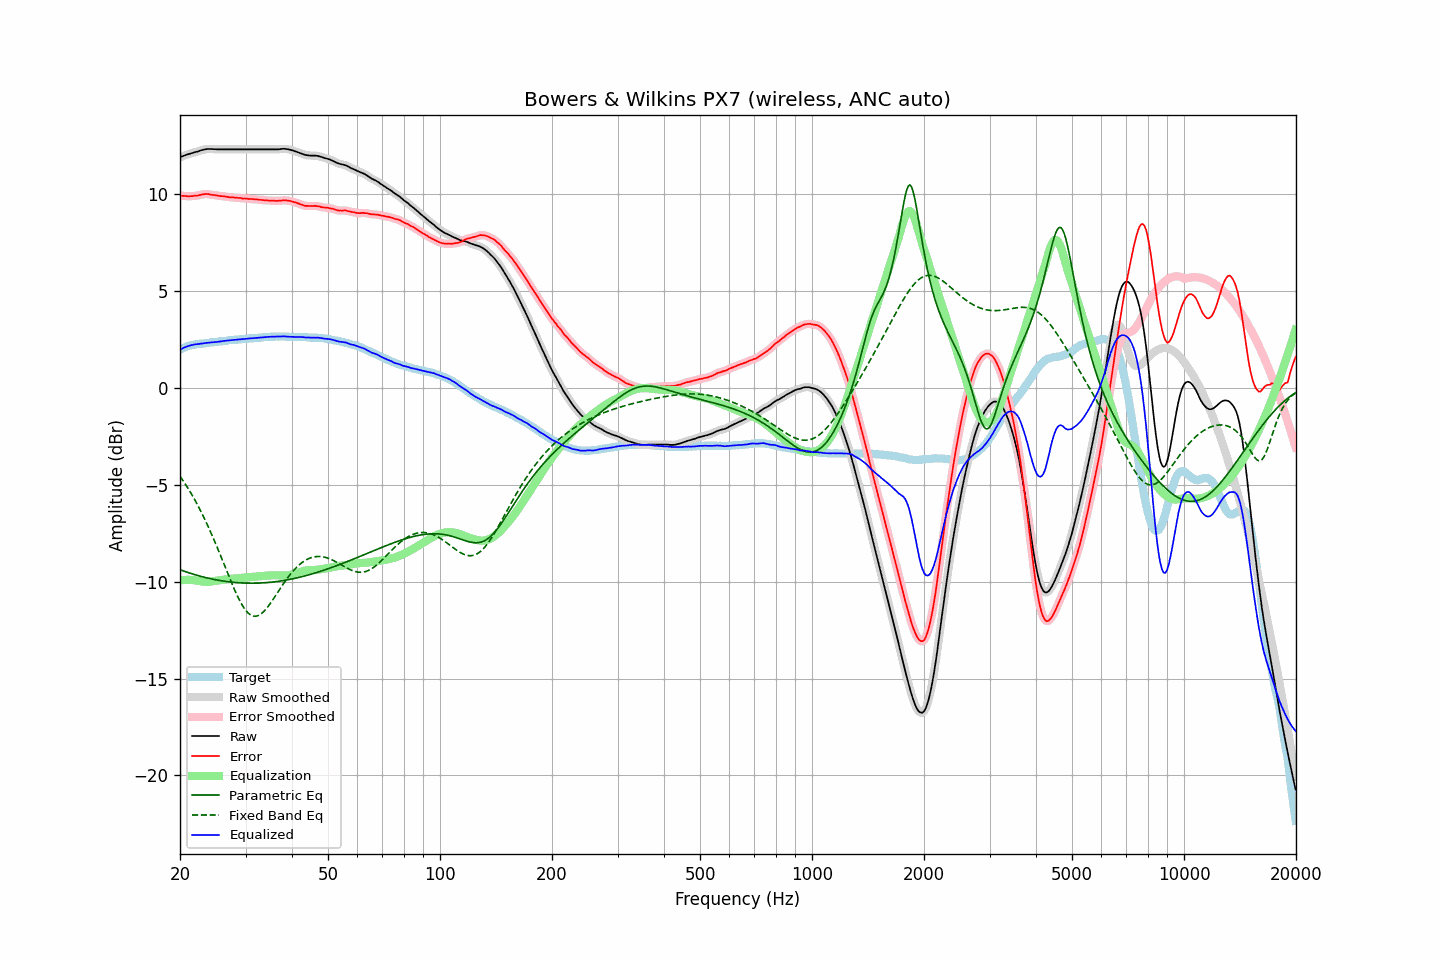 Bowers & Wilkins PX7 (wireless, ANC auto)
Amplitude (dBr)
10
5
0
−5
−10
−15
−20
Target
Raw Smoothed
Error Smoothed
Raw
Error
Equalization
Parametric Eq
Fixed Band Eq
Equalized
20 50 100 200 500 1000 2000 5000 10000 20000
Frequency (Hz)